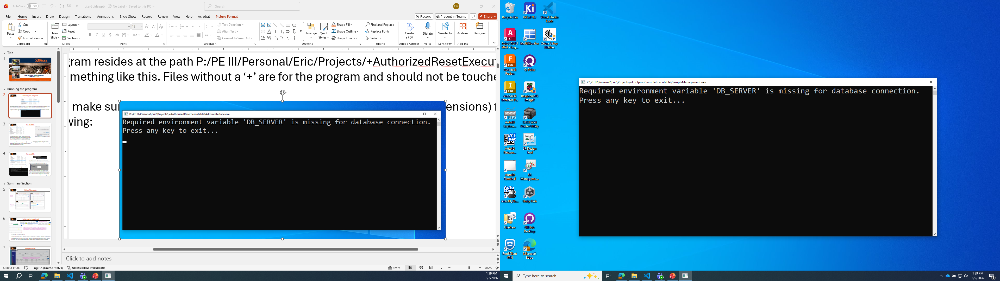 AutoSave
Off
UserGuide.pptx
No Label • Saved to this PC
Search
EM
File
Home
Insert
Draw
Design
Transitions
Animations
Slide Show
Record
Review
View
Help
Acrobat
Picture Format
Record
Present in Teams
Share
Paste
Cut
Copy
Format Painter
Clipboard
New
Slide
Layout
Reset
Section
Slides
18
B
I
U
S
ab
AV
Aa
A
Font
Text Direction
Align Text
Convert to SmartArt
Paragraph
Arrange
Quick
Styles
Shape Fill
Shape Outline
Shape Effects
Drawing
Find and Replace
Replace Fonts
Select
Editing
Create
a PDF
Adobe Acrobat
Dictate
Voice
Sensitivity
Sensitivity
Add-ins
Add-ins
Designer
Title
1
Running the program
2
3
4
Summary Section
5
6
7
4 3 2 1 0 1 2 3 4
1
2
3
gram resides at the path P:/PE III/Personal/Eric/Projects/+AuthorizedResetExecut
mething like this. Files without a ‘+’ are for the program and should not be touche
make sur
ensions) f
wing:
P:\PE III\Personal\Eric\Projects\+AuthorizedResetExecutable\AdminInterface.exe
Required environment variable 'DB_SERVER' is missing for database connection.
Press any key to exit...
Click to add notes
Slide 2 of 28
English (United States)
Accessibility: Investigate
Notes
200%
1:39 PM
6/2/2026
Recycle Bin
KiCad 9.0
Visual Studio
Code
AutoCAD LT
2024 - Eng...
MultiMonitor
Zebra Setup
Utilities
Autodesk
Fusion
Q-Pulse
Autodesk
Inventor P...
Raspberry Pi
Imager
AutoID
Keyboa...
SATO WS4
Printer Utility
AutoID
Networ...
SR Design
Tool
AutoID
Terminal
SR
Manageme...
AutoID_Na...
Unity Hub
FileView
GitHub
Desktop
FortiClient
VPN
Microsoft
Edge
P:\PE III\Personal\Eric\Projects\+FoolproofSampleExecutable\SampleManagement.exe
Required environment variable 'DB_SERVER' is missing for database connection.
Press any key to exit...
Type here to search
1:39 PM
6/2/2026